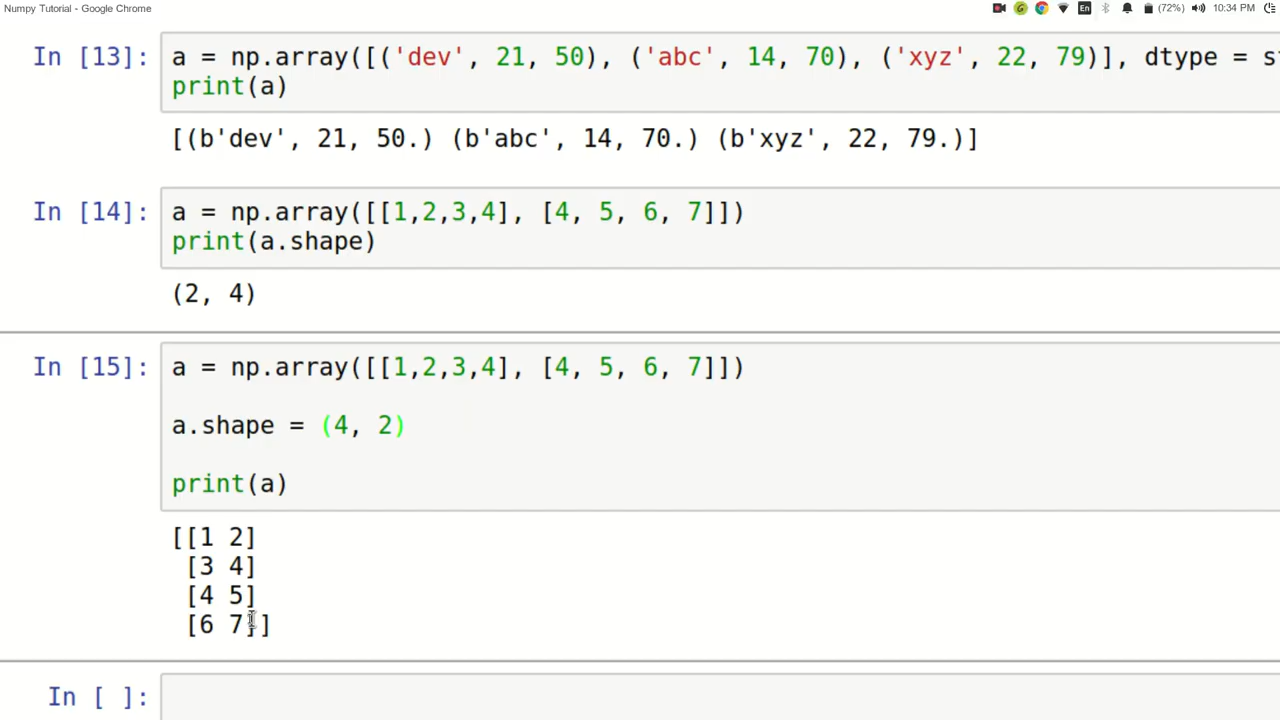 Numpy Tutorial - Google Chrome
En (72%) 10:34 PM
In [13]: a = np.array([('dev', 21, 50), ('abc', 14, 70), ('xyz', 22, 79)], dtype = s
print(a)
[(b'dev', 21, 50.) (b'abc', 14, 70.) (b'xyz', 22, 79.)]
In [14]: a = np.array([[1,2,3,4], [4, 5, 6, 7]])
print(a.shape)
(2, 4)
In [15]: a = np.array([[1,2,3,4], [4, 5, 6, 7]])
a.shape = (4, 2)
print(a)
[[1 2]
[3 4]
[4 5]
[6 7]]
In [ ]: